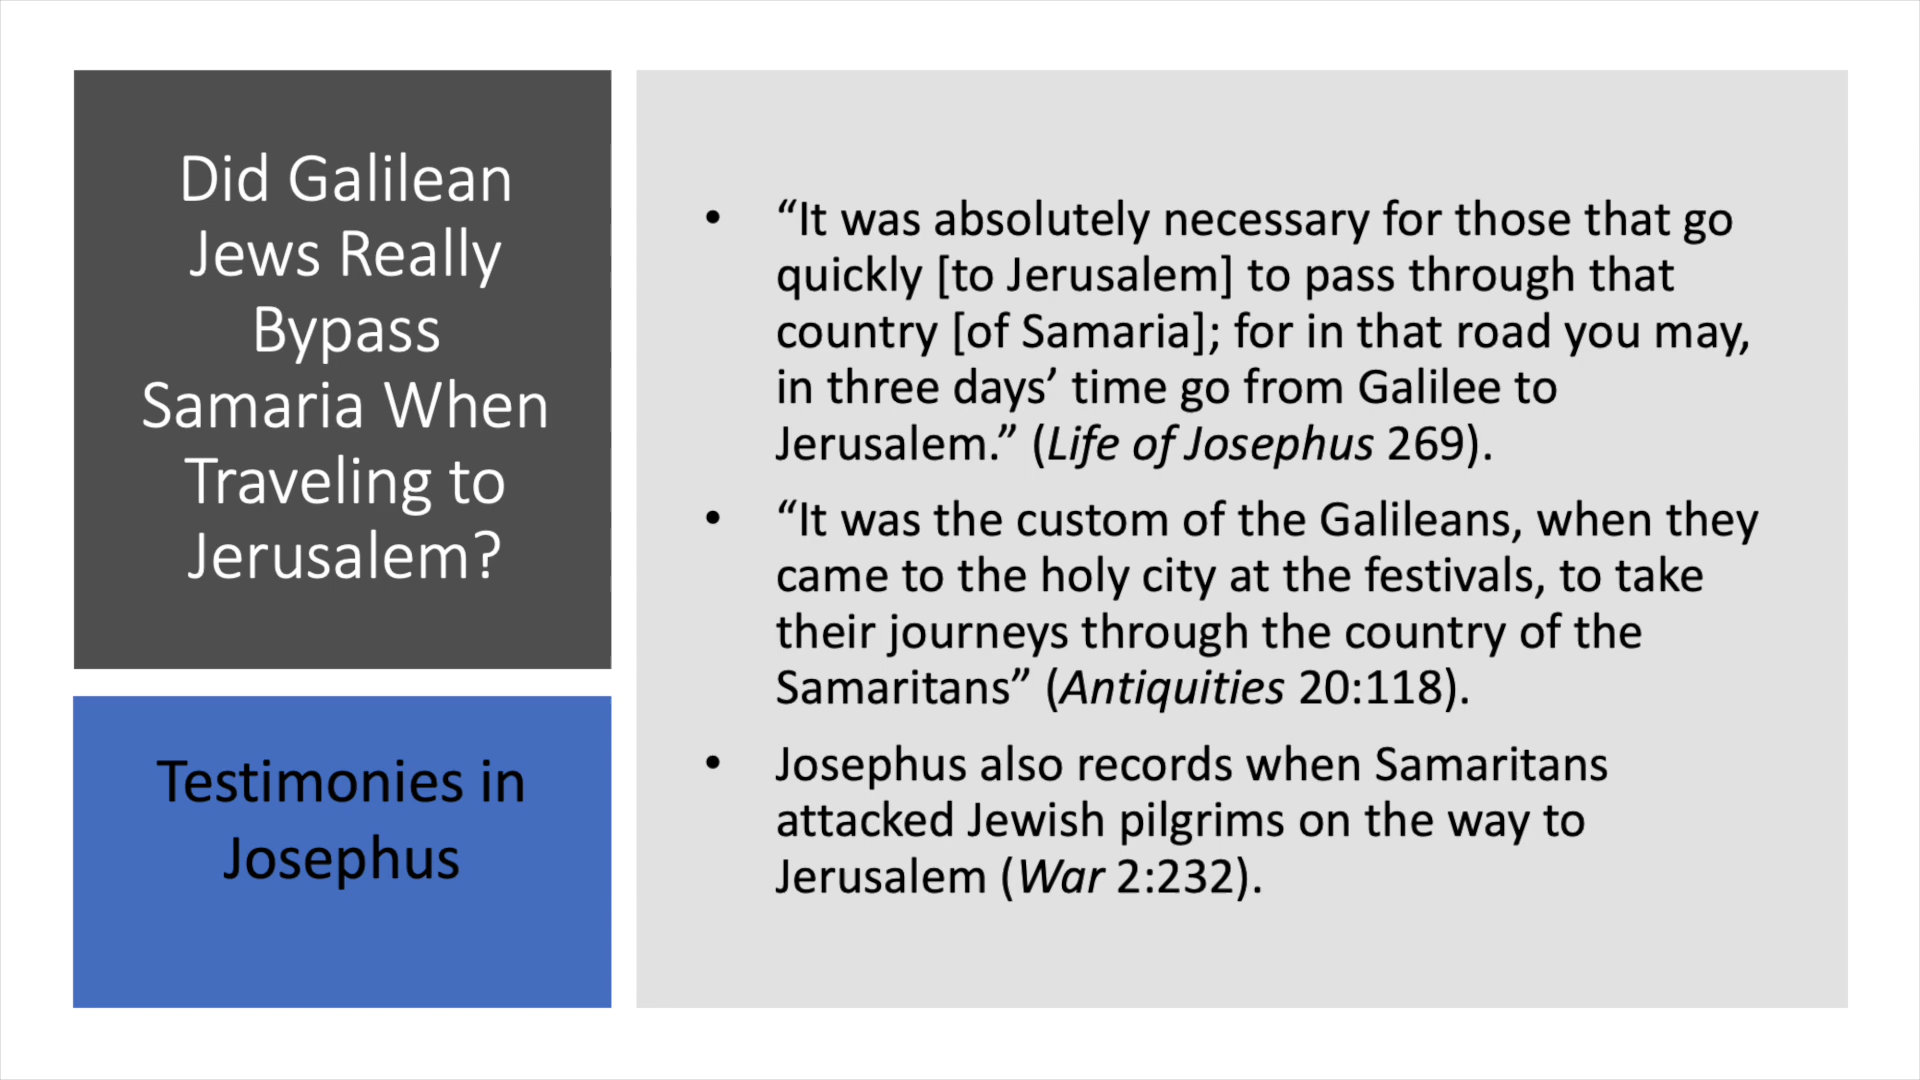 Did Galilean
Jews Really
Bypass
Samaria When
Traveling to
Jerusalem?
Testimonies in
Josephus
• “It was absolutely necessary for those that go
quickly [to Jerusalem] to pass through that
country [of Samaria]; for in that road you may,
in three days’ time go from Galilee to
Jerusalem.” (Life of Josephus 269).
• “It was the custom of the Galileans, when they
came to the holy city at the festivals, to take
their journeys through the country of the
Samaritans” (Antiquities 20:118).
• Josephus also records when Samaritans
attacked Jewish pilgrims on the way to
Jerusalem (War 2:232).